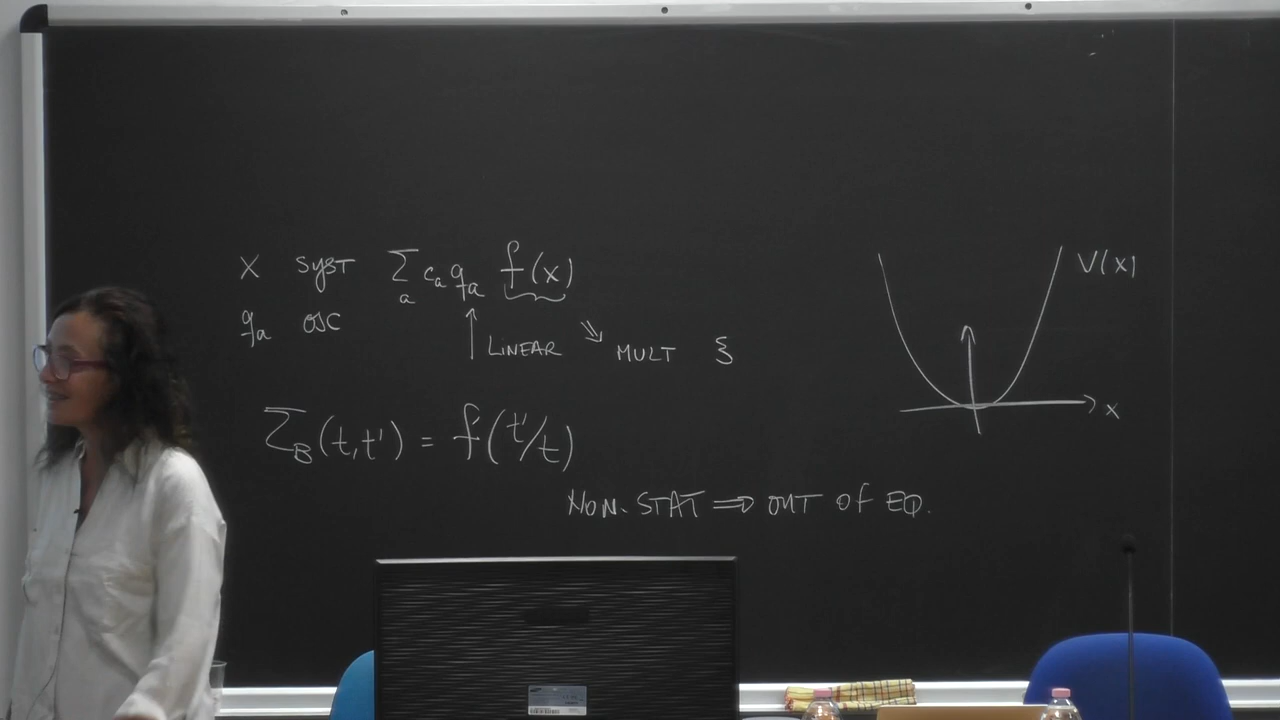 X SYST Σ_a c_a q_a f(x)
q_a OSC
↑ LINEAR ⇘ MULT ξ
Σ_B(t,t') = f(t'/t)
NON. STAT ⇒ OUT OF EQ.
V(x)
x